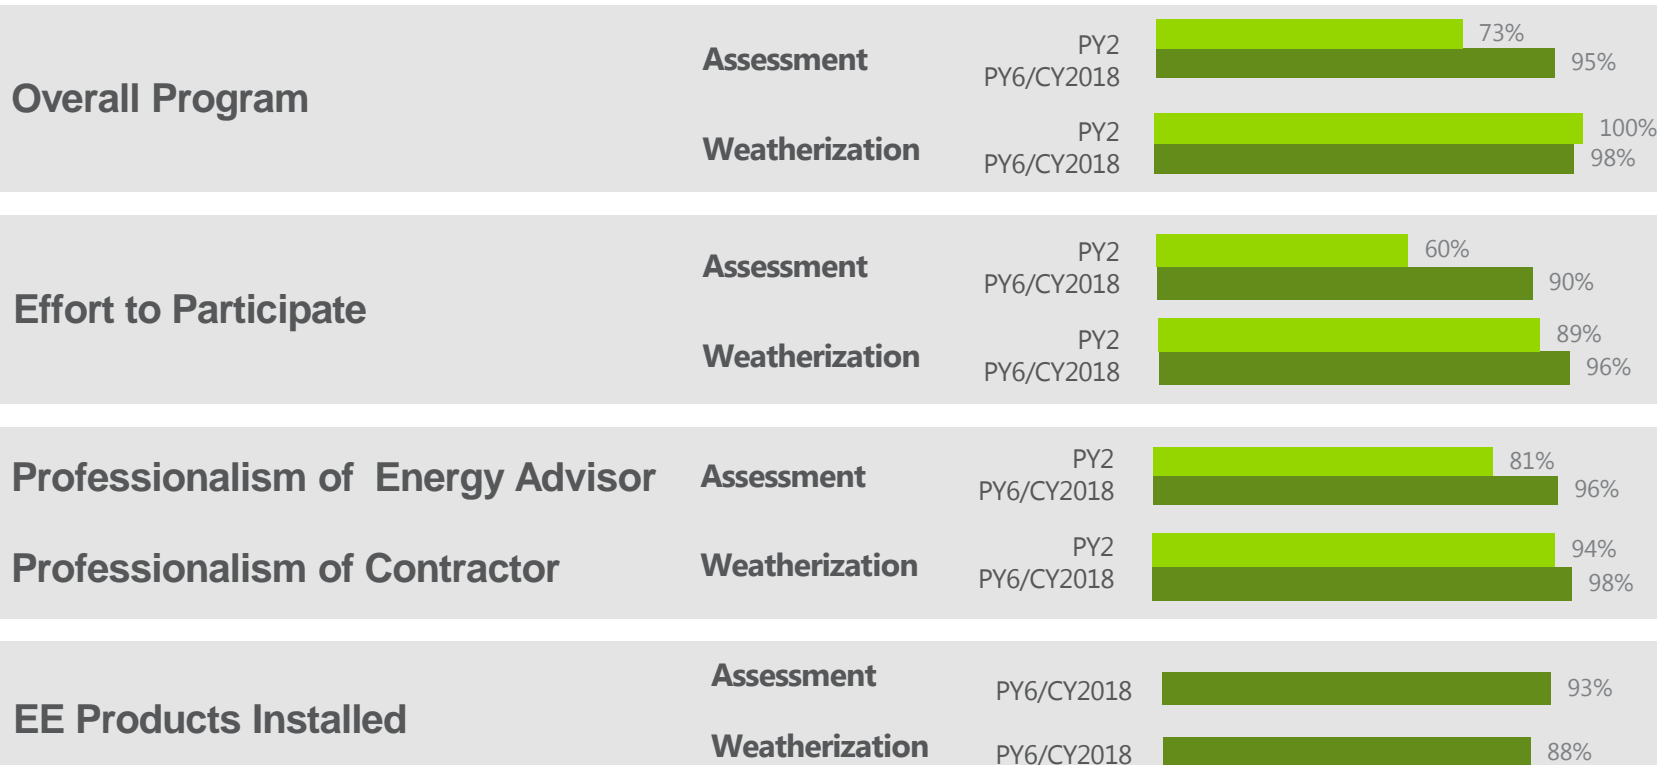 Overall Program
Assessment
PY2 73%
PY6/CY2018 95%
Weatherization
PY2 100%
PY6/CY2018 98%
Effort to Participate
Assessment
PY2 60%
PY6/CY2018 90%
Weatherization
PY2 89%
PY6/CY2018 96%
Professionalism of Energy Advisor
Assessment
PY2 81%
PY6/CY2018 96%
Professionalism of Contractor
Weatherization
PY2 94%
PY6/CY2018 98%
EE Products Installed
Assessment
PY6/CY2018 93%
Weatherization
PY6/CY2018 88%